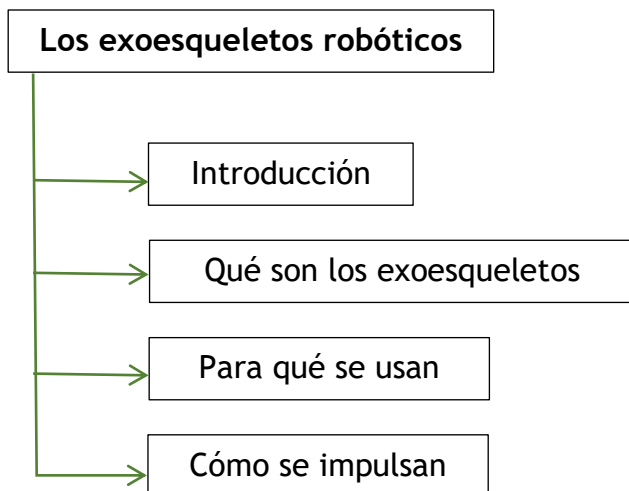 Los exoesqueletos robóticos
Introducción
Qué son los exoesqueletos
Para qué se usan
Cómo se impulsan